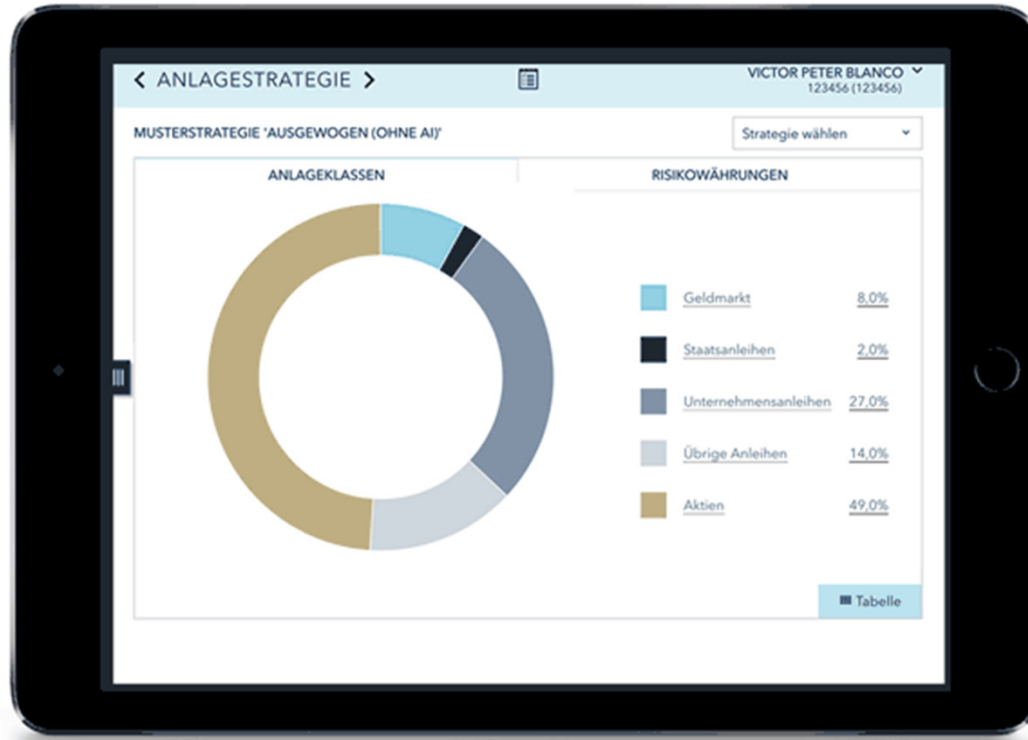 ANLAGESTRATEGIE
VICTOR PETER BLANCO
123456 (123456)
MUSTERSTRATEGIE 'AUSGEWOGEN (OHNE AI)'
Strategie wählen
ANLAGEKLASSEN
RISIKOWÄHRUNGEN
Geldmarkt 8,0%
Staatsanleihen 2,0%
Unternehmensanleihen 27,0%
Übrige Anleihen 14,0%
Aktien 49,0%
Tabelle